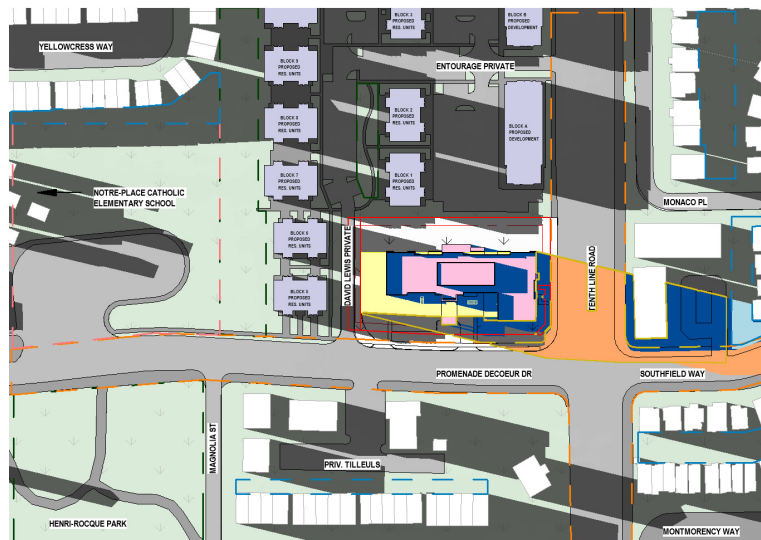 BLOCK 3
PROPOSED
RES. UNITS
BLOCK B
PROPOSED
DEVELOPMENT
YELLOWCRESS WAY
BLOCK 9
PROPOSED
RES. UNITS
ENTOURAGE PRIVATE
BLOCK 8
PROPOSED
RES. UNITS
BLOCK 2
PROPOSED
RES. UNITS
BLOCK A
PROPOSED
DEVELOPMENT
BLOCK 7
PROPOSED
RES. UNITS
BLOCK 1
PROPOSED
RES. UNITS
NOTRE-PLACE CATHOLIC
ELEMENTARY SCHOOL
MONACO PL
BLOCK 6
PROPOSED
RES. UNITS
DAVID LEWIS PRIVATE
TENTH LINE ROAD
BLOCK 5
PROPOSED
RES. UNITS
PROMENADE DECOEUR DR
SOUTHFIELD WAY
MAGNOLIA ST
PRIV. TILLEULS
HENRI-ROCQUE PARK
MONTMORENCY WAY